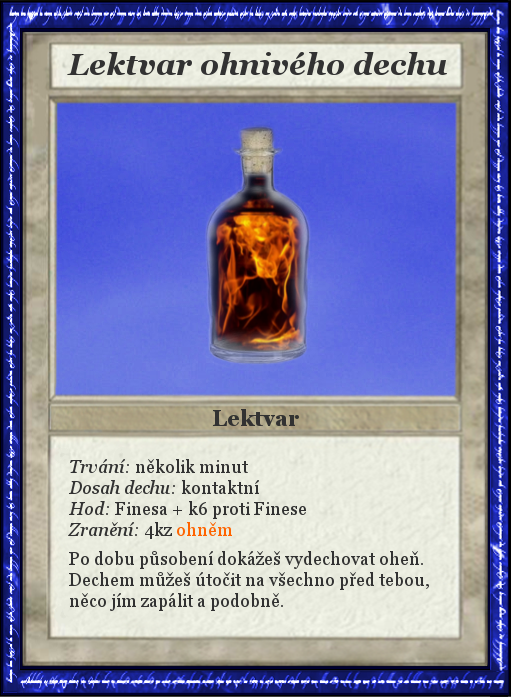 Lektvar ohnivého dechu
Lektvar
Trvání: několik minut
Dosah dechu: kontaktní
Hod: Finesa + k6 proti Finese
Zranění: 4kz ohněm
Po dobu působení dokážeš vydechovat oheň.
Dechem můžeš útočit na všechno před tebou,
něco jím zapálit a podobně.